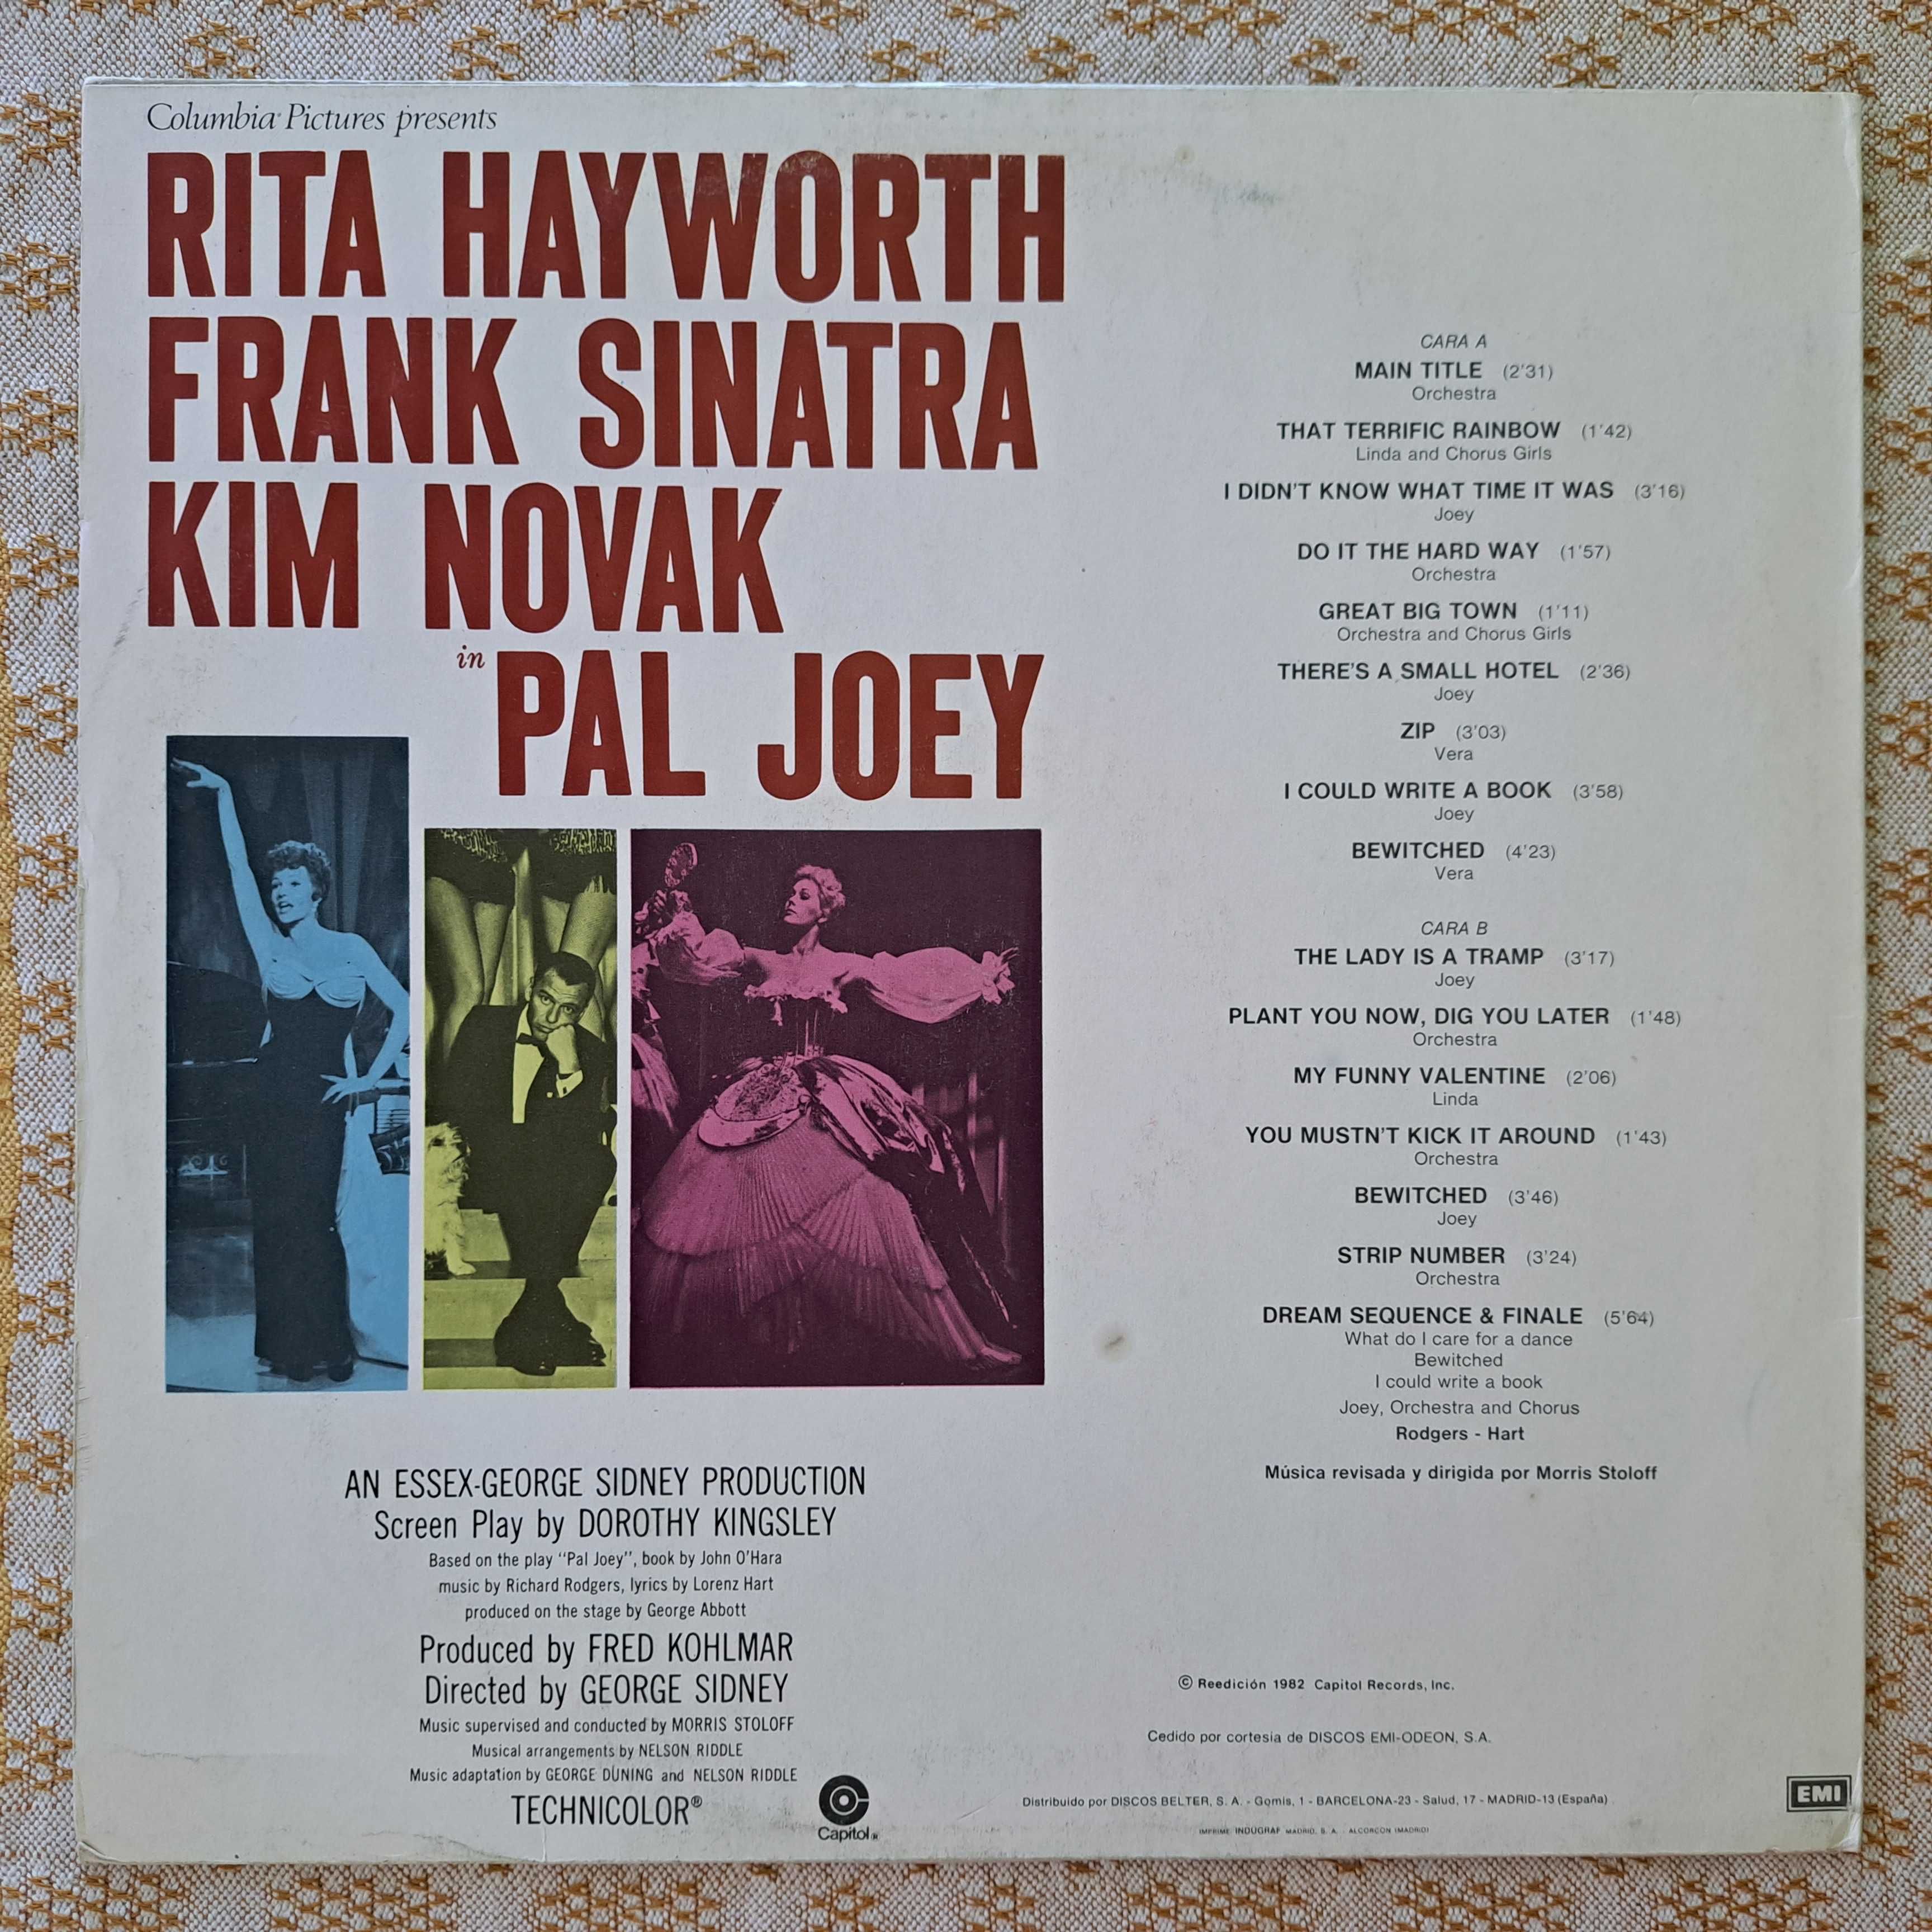 Columbia Pictures presents
RITA HAYWORTH
FRANK SINATRA
KIM NOVAK
in PAL JOEY
AN ESSEX-GEORGE SIDNEY PRODUCTION
Screen Play by DOROTHY KINGSLEY
Based on the play "Pal Joey", book by John O'Hara
music by Richard Rodgers, lyrics by Lorenz Hart
produced on the stage by George Abbott
Produced by FRED KOHLMAR
Directed by GEORGE SIDNEY
Music supervised and conducted by MORRIS STOLOFF
Musical arrangements by NELSON RIDDLE
Music adaptation by GEORGE DUNING and NELSON RIDDLE
TECHNICOLOR®
Capitol®
CARA A
MAIN TITLE (2'31)
Orchestra
THAT TERRIFIC RAINBOW (1'42)
Linda and Chorus Girls
I DIDN'T KNOW WHAT TIME IT WAS (3'16)
Joey
DO IT THE HARD WAY (1'57)
Orchestra
GREAT BIG TOWN (1'11)
Orchestra and Chorus Girls
THERE'S A SMALL HOTEL (2'36)
Joey
ZIP (3'03)
Vera
I COULD WRITE A BOOK (3'58)
Joey
BEWITCHED (4'23)
Vera
CARA B
THE LADY IS A TRAMP (3'17)
Joey
PLANT YOU NOW, DIG YOU LATER (1'48)
Orchestra
MY FUNNY VALENTINE (2'06)
Linda
YOU MUSTN'T KICK IT AROUND (1'43)
Orchestra
BEWITCHED (3'46)
Joey
STRIP NUMBER (3'24)
Orchestra
DREAM SEQUENCE & FINALE (5'64)
What do I care for a dance
Bewitched
I could write a book
Joey, Orchestra and Chorus
Rodgers - Hart
Música revisada y dirigida por Morris Stoloff
© Reedición 1982 Capitol Records, Inc.
Cedido por cortesia de DISCOS EMI-ODEON, S.A.
Distribuido por DISCOS BELTER, S. A. - Gomis, 1 - BARCELONA-23 - Salud, 17 - MADRID-13 (España)
IMPRIME INDUGRAF MADRID, S. A. - ALCORCON (MADRID)
EMI